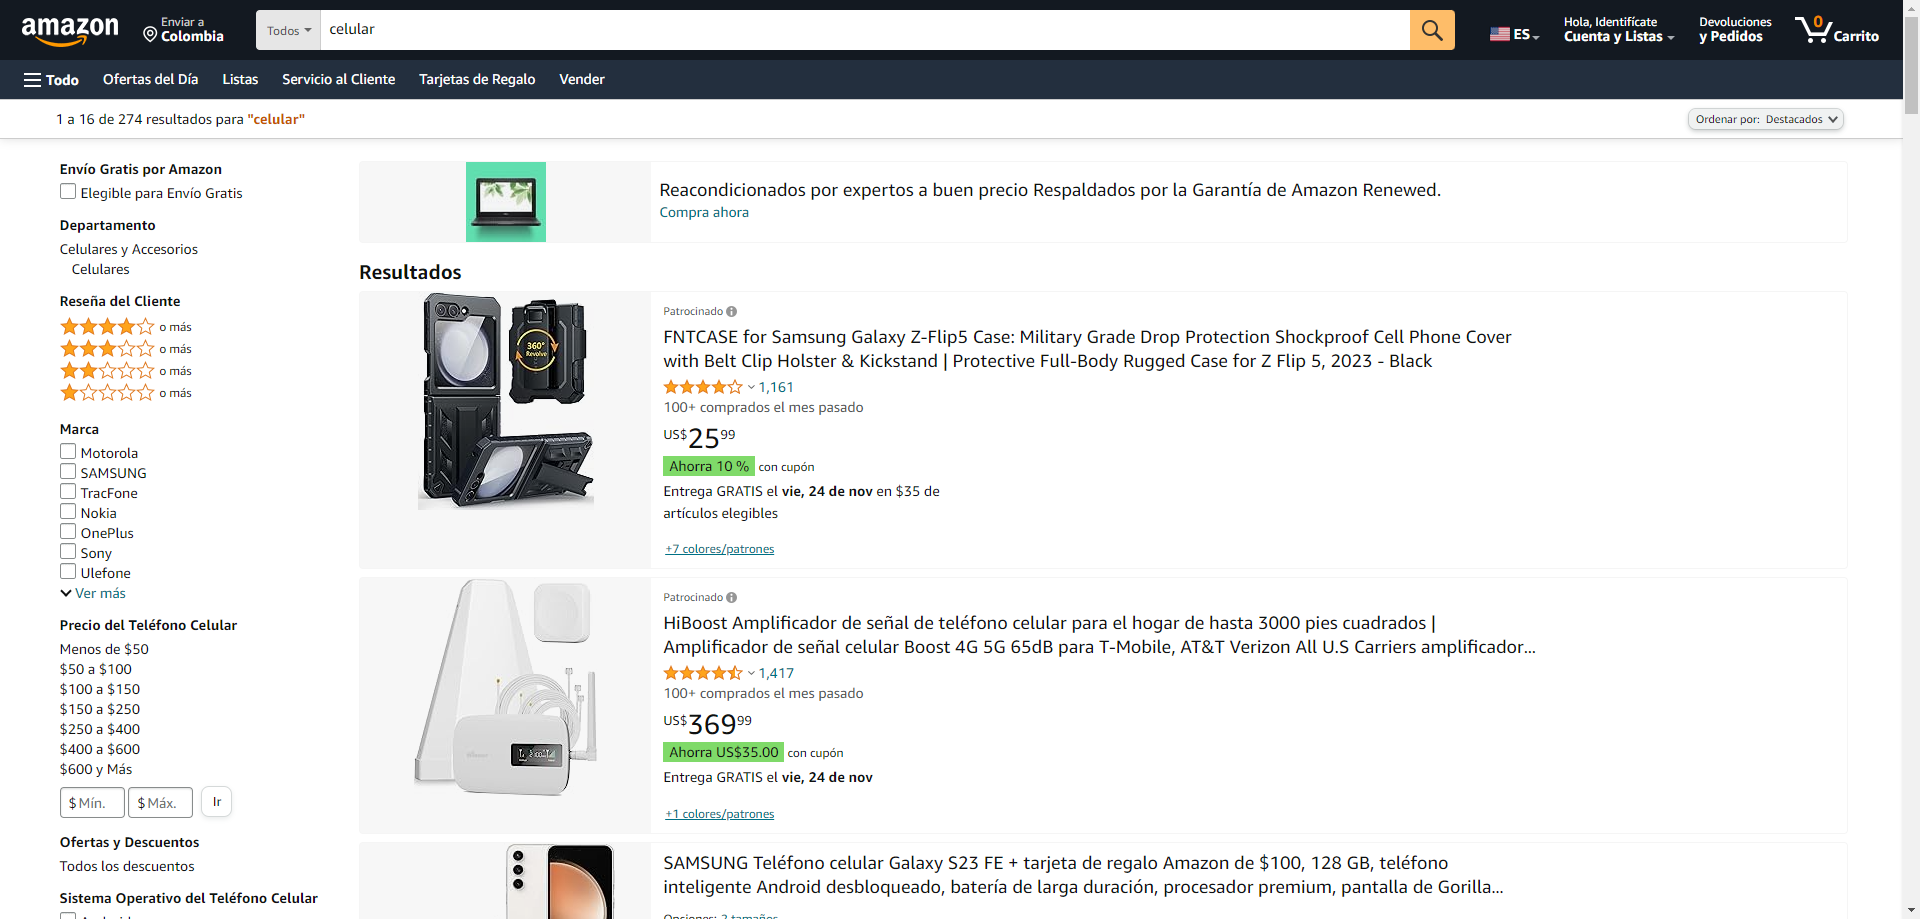 amazon
Enviar a
Colombia
Todos
celular
ES
Hola, Identifícate
Cuenta y Listas
Devoluciones
y Pedidos
0
Carrito
Todo
Ofertas del Día
Listas
Servicio al Cliente
Tarjetas de Regalo
Vender
1 a 16 de 274 resultados para "celular"
Ordenar por: Destacados
Envío Gratis por Amazon
Elegible para Envío Gratis
Departamento
Celulares y Accesorios
Celulares
Reseña del Cliente
o más
o más
o más
o más
Marca
Motorola
SAMSUNG
TracFone
Nokia
OnePlus
Sony
Ulefone
Ver más
Precio del Teléfono Celular
Menos de $50
$50 a $100
$100 a $150
$150 a $250
$250 a $400
$400 a $600
$600 y Más
$ Mín.
$ Máx.
Ir
Ofertas y Descuentos
Todos los descuentos
Sistema Operativo del Teléfono Celular
Reacondicionados por expertos a buen precio Respaldados por la Garantía de Amazon Renewed.
Compra ahora
Resultados
360°
Revolve
Patrocinado
FNTCASE for Samsung Galaxy Z-Flip5 Case: Military Grade Drop Protection Shockproof Cell Phone Cover
with Belt Clip Holster & Kickstand | Protective Full-Body Rugged Case for Z Flip 5, 2023 - Black
1,161
100+ comprados el mes pasado
US$25 99
Ahorra 10 % con cupón
Entrega GRATIS el vie, 24 de nov en $35 de
artículos elegibles
+7 colores/patrones
Patrocinado
HiBoost Amplificador de señal de teléfono celular para el hogar de hasta 3000 pies cuadrados |
Amplificador de señal celular Boost 4G 5G 65dB para T-Mobile, AT&T Verizon All U.S Carriers amplificador...
1,417
100+ comprados el mes pasado
US$369 99
Ahorra US$35.00 con cupón
Entrega GRATIS el vie, 24 de nov
+1 colores/patrones
SAMSUNG Teléfono celular Galaxy S23 FE + tarjeta de regalo Amazon de $100, 128 GB, teléfono
inteligente Android desbloqueado, batería de larga duración, procesador premium, pantalla de Gorilla...